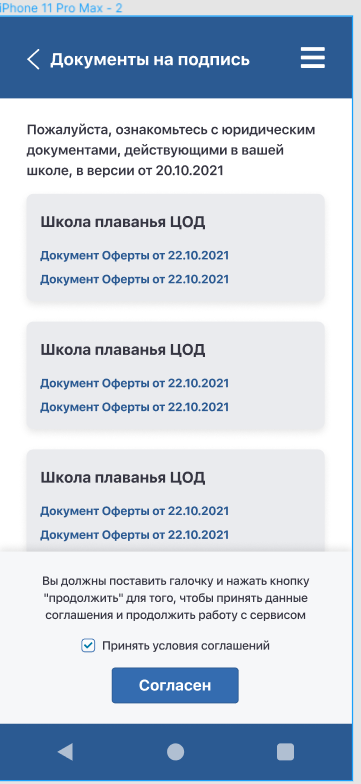 iPhone 11 Pro Max - 2
Документы на подпись
Пожалуйста, ознакомьтесь с юридическим
документами, действующими в вашей
школе, в версии от 20.10.2021
Школа плаванья ЦОД
Документ Оферты от 22.10.2021
Документ Оферты от 22.10.2021
Школа плаванья ЦОД
Документ Оферты от 22.10.2021
Документ Оферты от 22.10.2021
Школа плаванья ЦОД
Документ Оферты от 22.10.2021
Документ Оферты от 22.10.2021
Вы должны поставить галочку и нажать кнопку
"продолжить" для того, чтобы принять данные
соглашения и продолжить работу с сервисом
Принять условия соглашений
Согласен